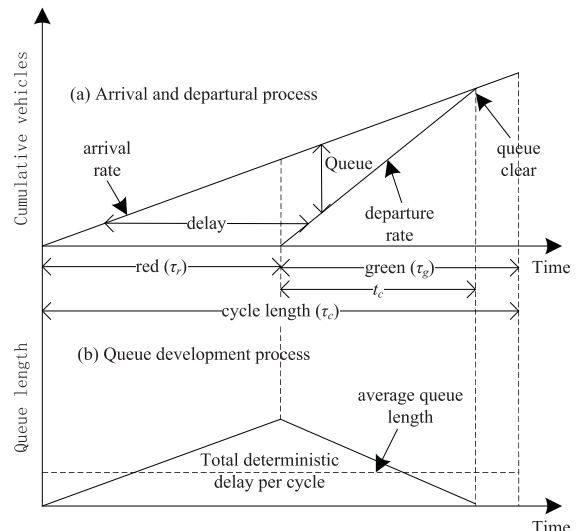 Cumulative vehicles
(a) Arrival and departural process
arrival
rate
Queue
queue
clear
delay
departure
rate
red (τr)
green (τg)
Time
tc
cycle length (τc)
Queue length
(b) Queue development process
average queue
length
Total deterministic
delay per cycle
Time